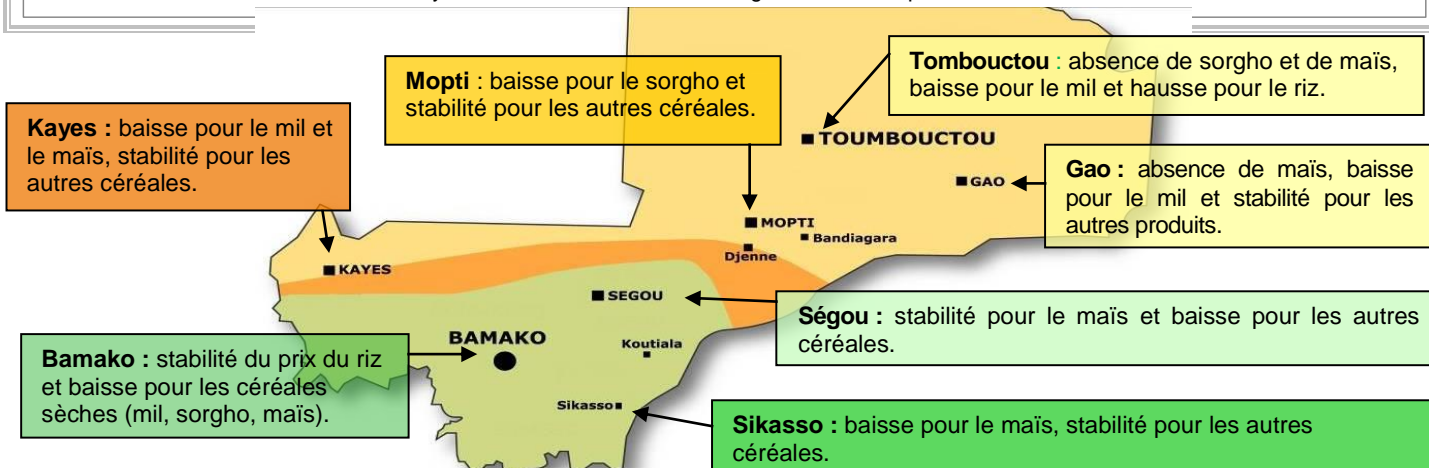 Mopti : baisse pour le sorgho et
stabilité pour les autres céréales.
Tombouctou : absence de sorgho et de maïs,
baisse pour le mil et hausse pour le riz.
Kayes : baisse pour le mil et
le maïs, stabilité pour les
autres céréales.
TOUMBOUCTOU
Gao : absence de maïs, baisse
pour le mil et stabilité pour les
autres produits.
GAO
MOPTI
Bandiagara
Djenne
KAYES
SEGOU
Ségou : stabilité pour le maïs et baisse pour les autres
céréales.
BAMAKO
Koutiala
Bamako : stabilité du prix du riz
et baisse pour les céréales
sèches (mil, sorgho, maïs).
Sikasso
Sikasso : baisse pour le maïs, stabilité pour les autres
céréales.